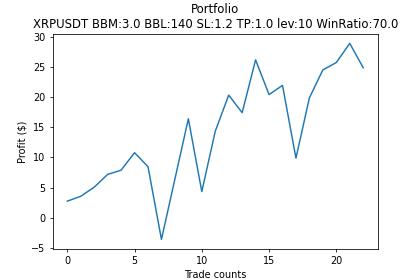 Portfolio
XRPUSDT BBM:3.0 BBL:140 SL:1.2 TP:1.0 lev:10 WinRatio:70.0
30
25
20
15
10
5
0
−5
Profit ($)
0 5 10 15 20
Trade counts